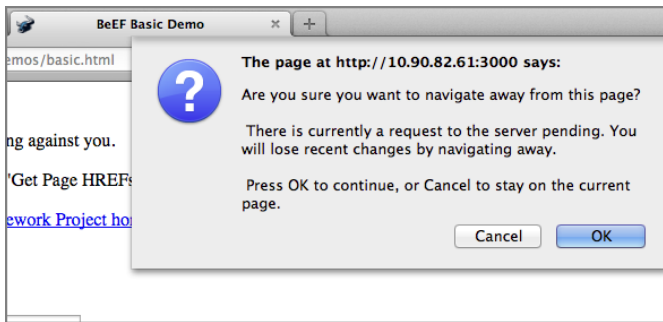 BeEF Basic Demo
emos/basic.html
The page at http://10.90.82.61:3000 says:
Are you sure you want to navigate away from this page?
There is currently a request to the server pending. You
will lose recent changes by navigating away.
Press OK to continue, or Cancel to stay on the current
page.
Cancel OK
ng against you.
'Get Page HREFs
ework Project ho